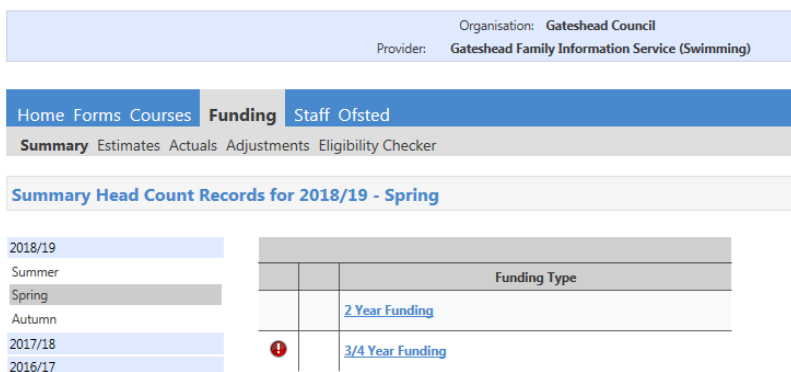 Organisation: Gateshead Council
Provider: Gateshead Family Information Service (Swimming)
Home Forms Courses Funding Staff Ofsted
Summary Estimates Actuals Adjustments Eligibility Checker
Summary Head Count Records for 2018/19 - Spring
2018/19
Summer
Spring
Autumn
2017/18
2016/17
Funding Type
2 Year Funding
3/4 Year Funding